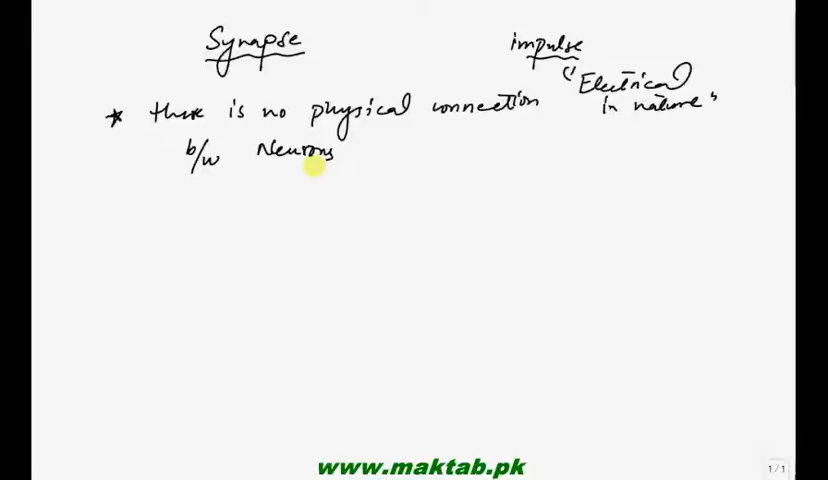 Synapse
impulse
"Electrical
in nature"
* there is no physical connection
b/w Neurons
www.maktab.pk
1/1